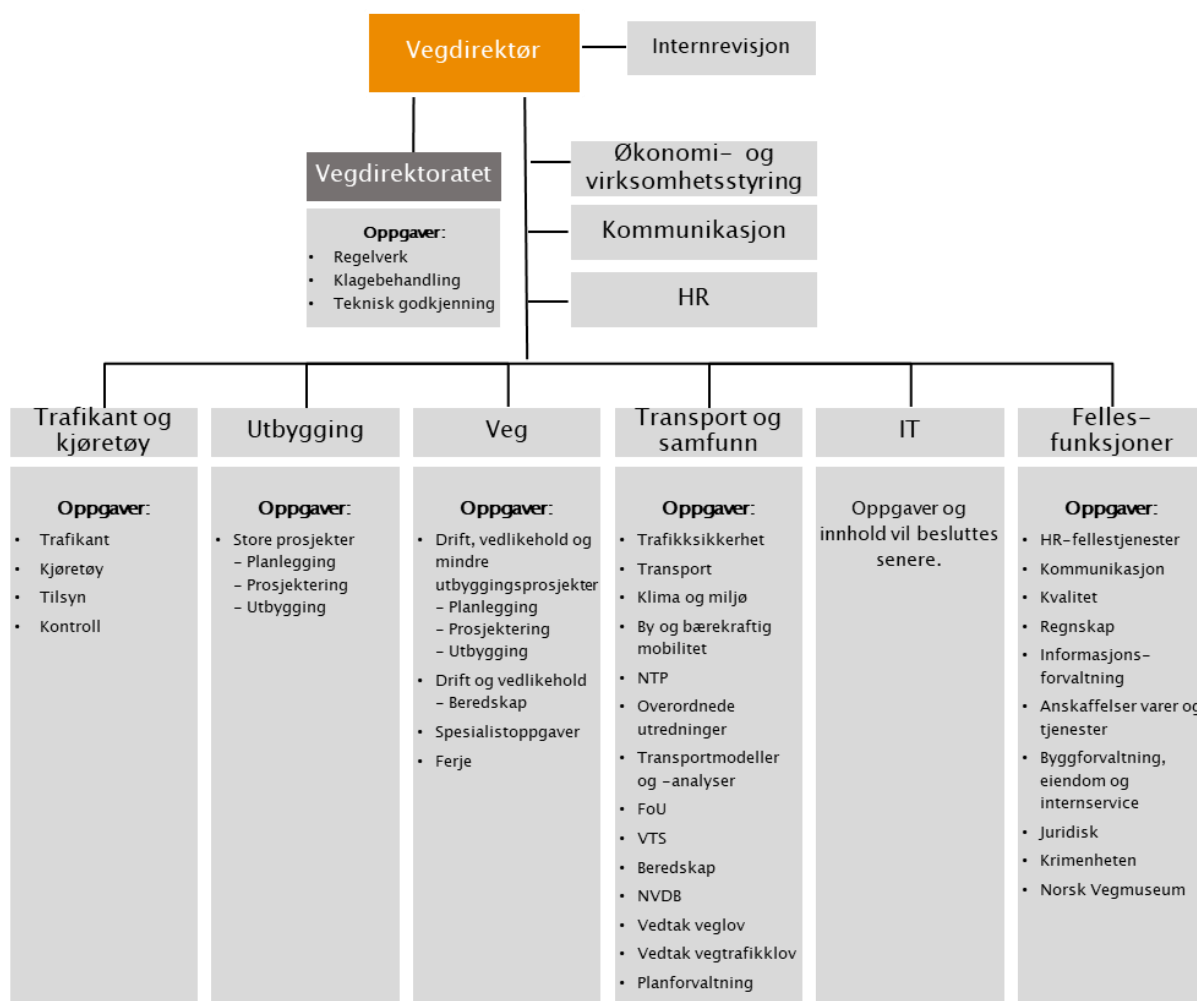 Vegdirektør
Internrevisjon
Vegdirektoratet
Oppgaver:
• Regelverk
• Klagebehandling
• Teknisk godkjenning
Økonomi- og
virksomhetsstyring
Kommunikasjon
HR
Trafikant og
kjøretøy
Oppgaver:
• Trafikant
• Kjøretøy
• Tilsyn
• Kontroll
Utbygging
Oppgaver:
• Store prosjekter
– Planlegging
– Prosjektering
– Utbygging
Veg
Oppgaver:
• Drift, vedlikehold og
mindre
utbyggingsprosjekter
– Planlegging
– Prosjektering
– Utbygging
• Drift og vedlikehold
– Beredskap
• Spesialistoppgaver
• Ferje
Transport og
samfunn
Oppgaver:
• Trafikksikkerhet
• Transport
• Klima og miljø
• By og bærekraftig
mobilitet
• NTP
• Overordnede
utredninger
• Transportmodeller
og -analyser
• FoU
• VTS
• Beredskap
• NVDB
• Vedtak veglov
• Vedtak vegtrafikklov
• Planforvaltning
IT
Oppgaver og
innhold vil besluttes
senere.
Felles-
funksjoner
Oppgaver:
• HR-fellestjenester
• Kommunikasjon
• Kvalitet
• Regnskap
• Informasjons-
forvaltning
• Anskaffelser varer og
tjenester
• Byggforvaltning,
eiendom og
internservice
• Juridisk
• Krimenheten
• Norsk Vegmuseum